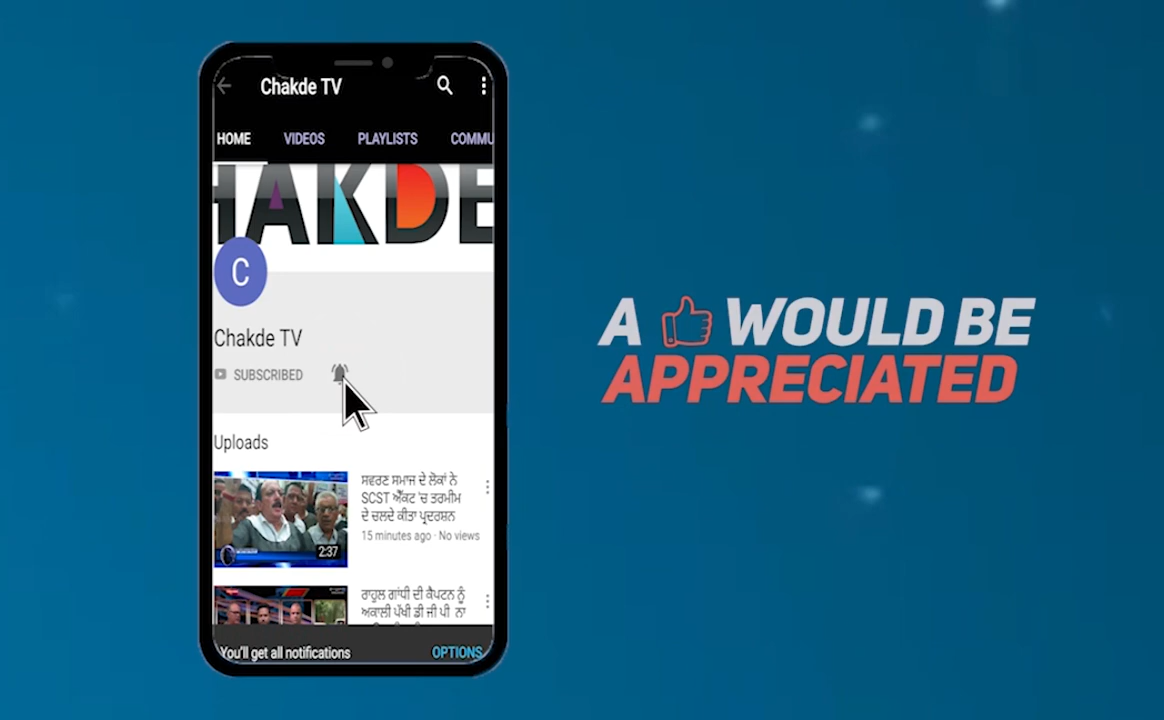 Chakde TV
HOME VIDEOS PLAYLISTS COMMU
HAKDE
C
Chakde TV
SUBSCRIBED
Uploads
ਸਵਰਣ ਸਮਾਜ ਦੇ ਲੋਕਾਂ ਨੇ
SCST ਐਕਟ 'ਚ ਤਰਮੀਮ
ਦੇ ਚਲਦੇ ਕੀਤਾ ਪ੍ਰਦਰਸ਼ਨ
15 minutes ago · No views
2:37
ਰਾਹੁਲ ਗਾਂਧੀ ਦੀ ਕੈਪਟਨ ਨੂੰ
ਅਕਾਲੀ ਪੱਖੀ ਡੀ ਜੀ ਪੀ ਨਾ
You'll get all notifications OPTIONS
A WOULD BE
APPRECIATED